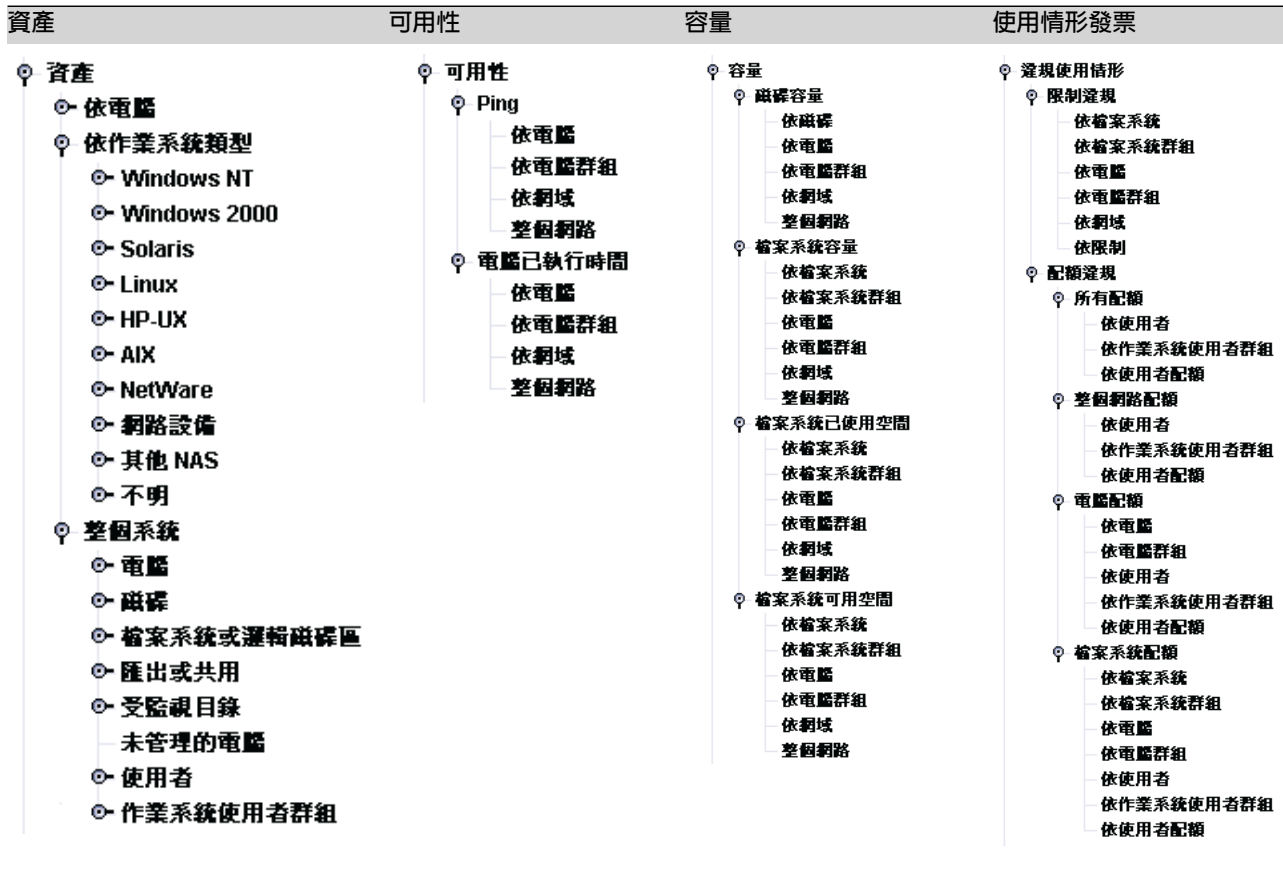 資產
可用性
容量
使用情形發票
資產
依電腦
依作業系統類型
Windows NT
Windows 2000
Solaris
Linux
HP-UX
AIX
NetWare
網路設備
其他 NAS
不明
整個系統
電腦
磁碟
檔案系統或邏輯磁碟區
匯出或共用
受監視目錄
未管理的電腦
使用者
作業系統使用者群組
可用性
Ping
依電腦
依電腦群組
依網域
整個網路
電腦已執行時間
依電腦
依電腦群組
依網域
整個網路
容量
磁碟容量
依磁碟
依電腦
依電腦群組
依網域
整個網路
檔案系統容量
依檔案系統
依檔案系統群組
依電腦
依電腦群組
依網域
整個網路
檔案系統已使用空間
依檔案系統
依檔案系統群組
依電腦
依電腦群組
依網域
整個網路
檔案系統可用空間
依檔案系統
依檔案系統群組
依電腦
依電腦群組
依網域
整個網路
違規使用情形
限制違規
依檔案系統
依檔案系統群組
依電腦
依電腦群組
依網域
依限制
配額違規
所有配額
依使用者
依作業系統使用者群組
依使用者配額
整個網路配額
依使用者
依作業系統使用者群組
依使用者配額
電腦配額
依電腦
依電腦群組
依使用者
依作業系統使用者群組
依使用者配額
檔案系統配額
依檔案系統
依檔案系統群組
依電腦
依電腦群組
依使用者
依作業系統使用者群組
依使用者配額